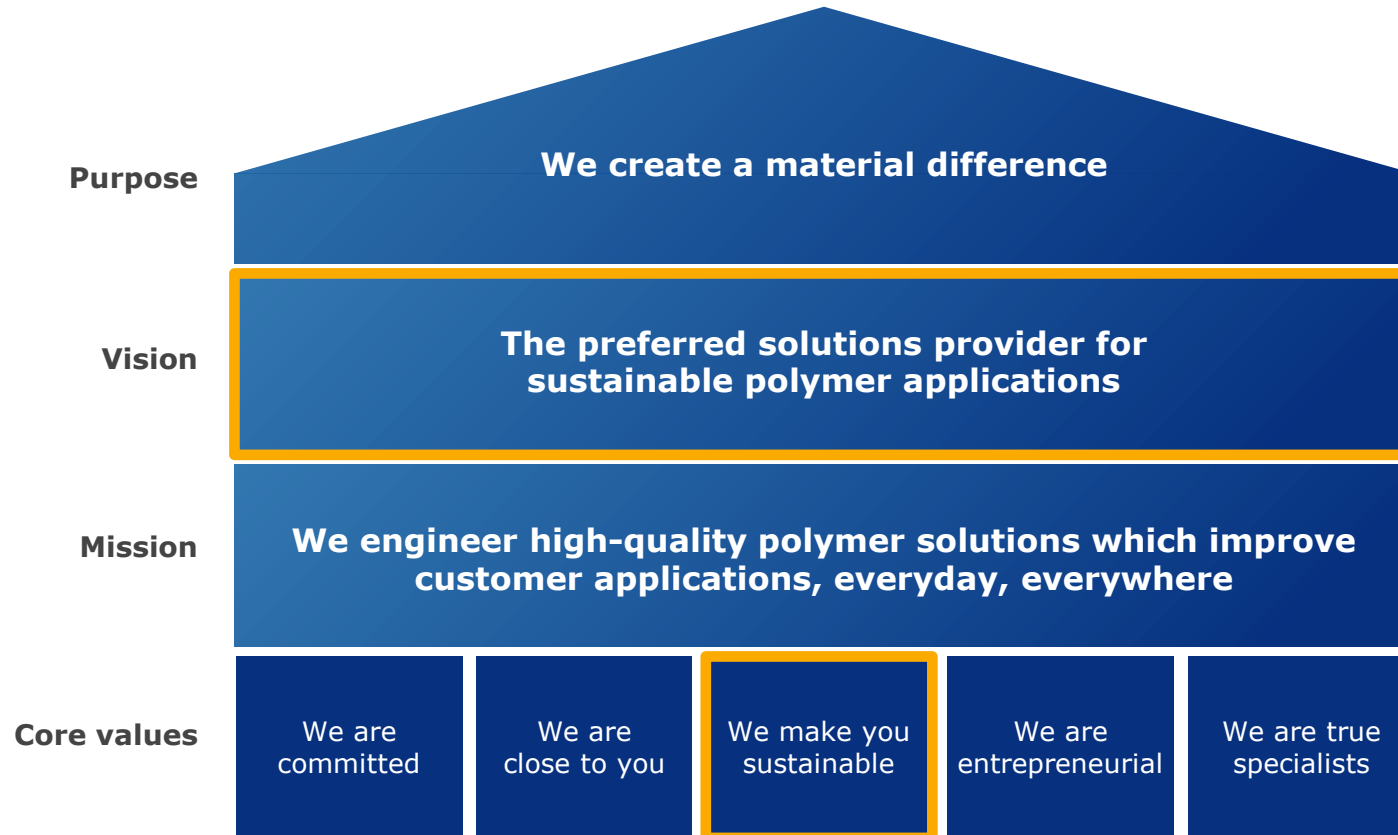 Purpose
We create a material difference
Vision
The preferred solutions provider for
sustainable polymer applications
Mission
We engineer high-quality polymer solutions which improve
customer applications, everyday, everywhere
Core values
We are
committed
We are
close to you
We make you
sustainable
We are
entrepreneurial
We are true
specialists